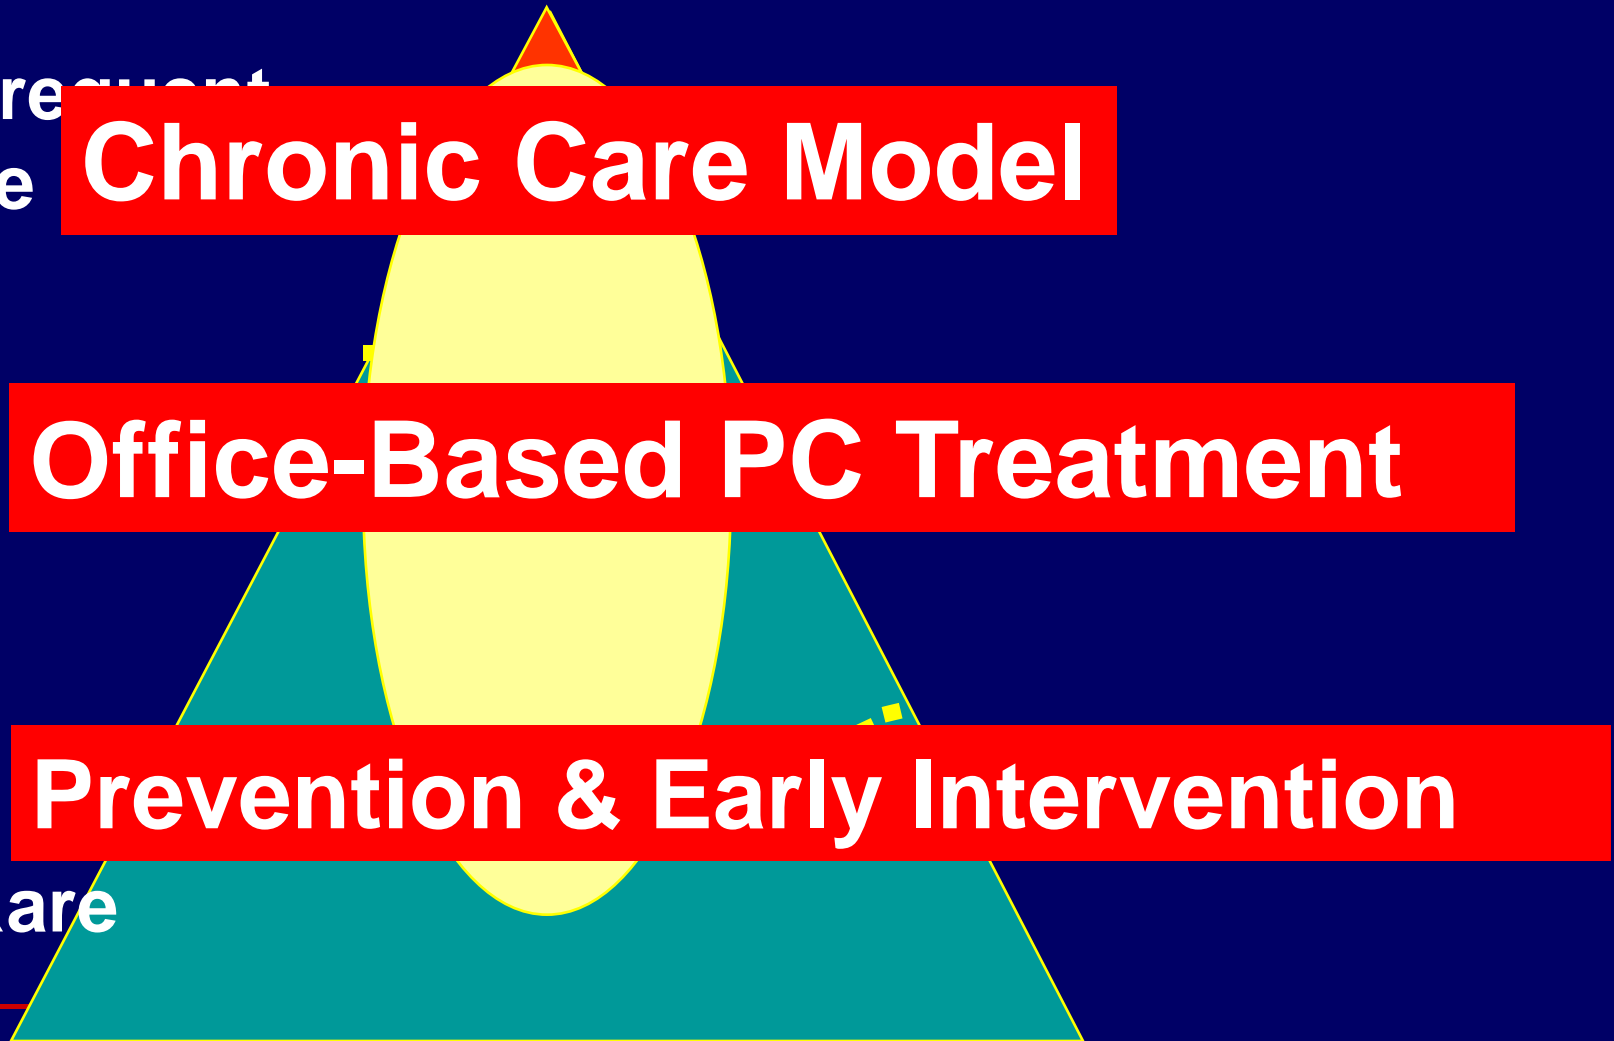 Chronic Care Model
Office-Based PC Treatment
Prevention & Early Intervention